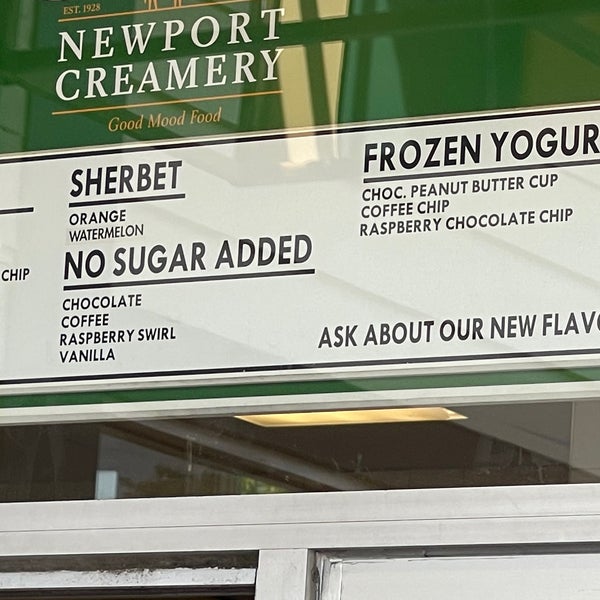 EST. 1928
NEWPORT
CREAMERY
Good Mood Food
CHIP
SHERBET
ORANGE
WATERMELON
NO SUGAR ADDED
CHOCOLATE
COFFEE
RASPBERRY SWIRL
VANILLA
FROZEN YOGUR
CHOC. PEANUT BUTTER CUP
COFFEE CHIP
RASPBERRY CHOCOLATE CHIP
ASK ABOUT OUR NEW FLAVO